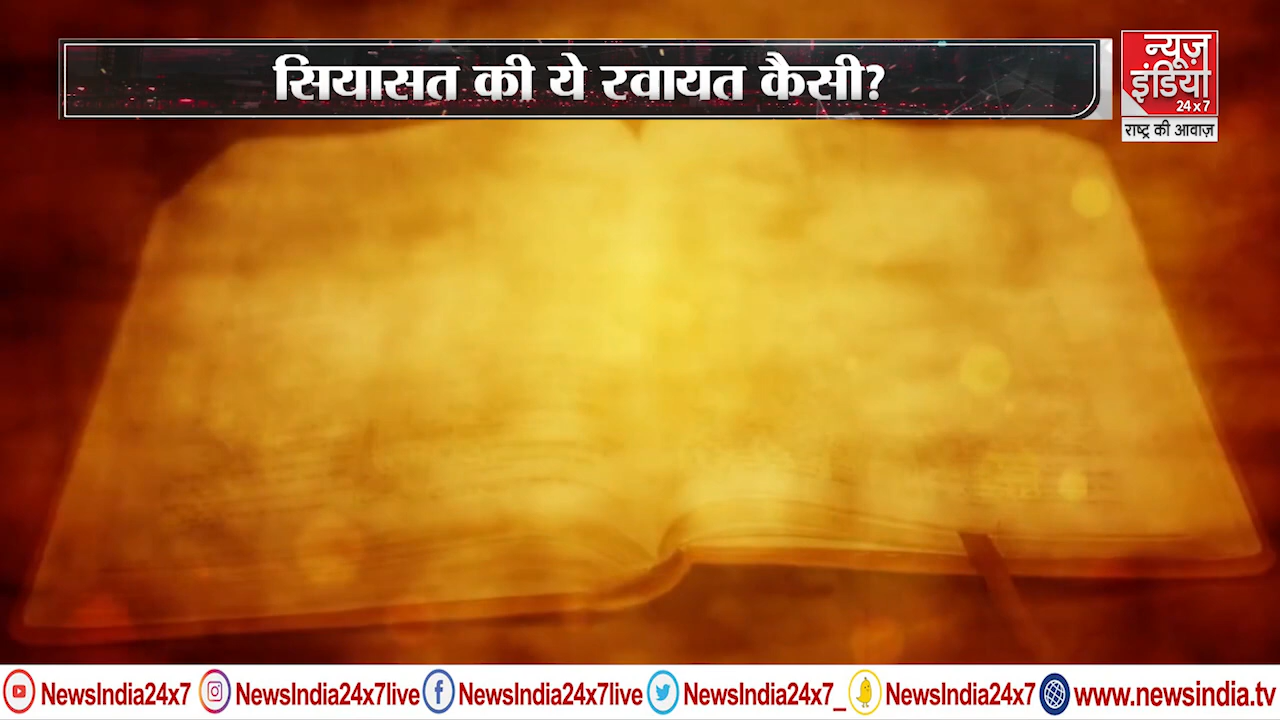 सियासत की ये रवायत कैसी?
न्यूज़
इंडिया
24x7
राष्ट्र की आवाज़
NewsIndia24x7 NewsIndia24x7live NewsIndia24x7live NewsIndia24x7_ NewsIndia24x7 www.newsindia.tv